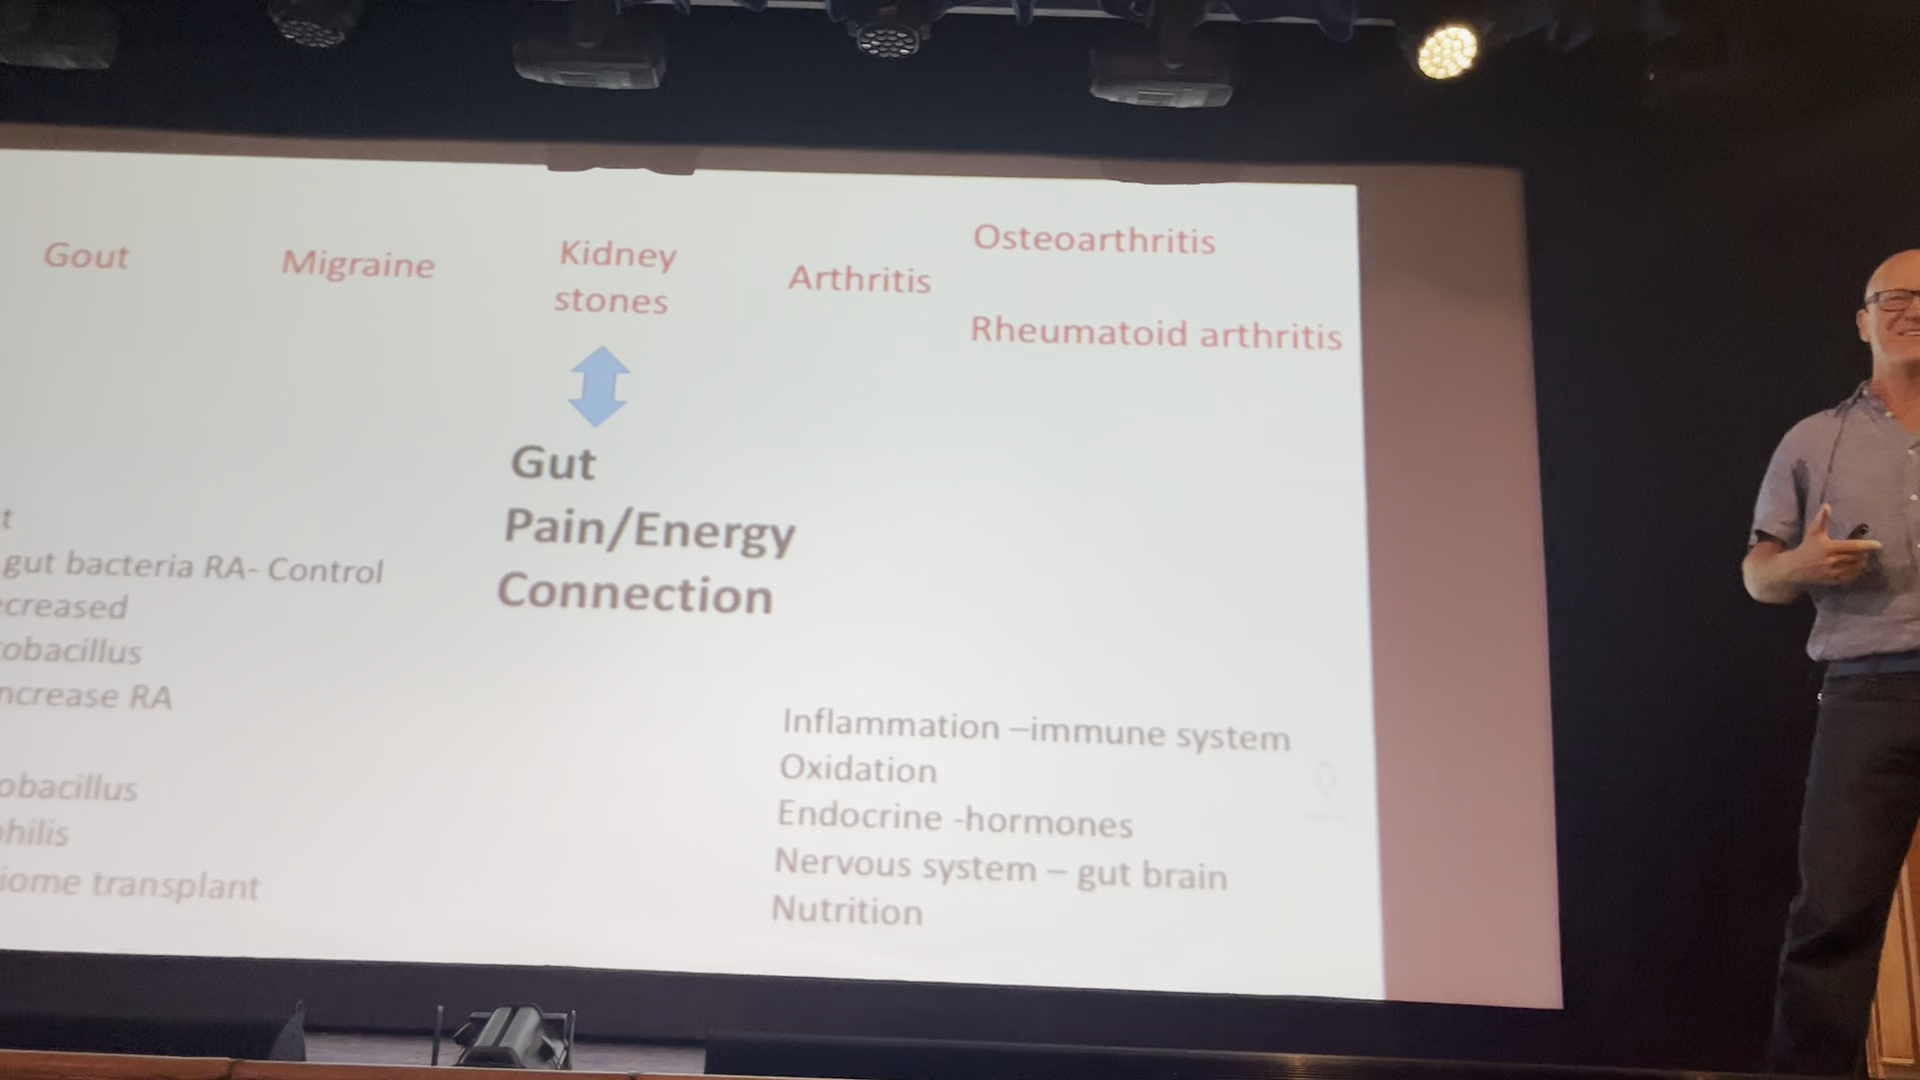 Gout
Migraine
Kidney
stones
Arthritis
Osteoarthritis
Rheumatoid arthritis
Gut
Pain/Energy
Connection
gut bacteria RA- Control
creased
obacillus
ncrease RA
obacillus
hilis
iome transplant
Inflammation –immune system
Oxidation
Endocrine -hormones
Nervous system – gut brain
Nutrition